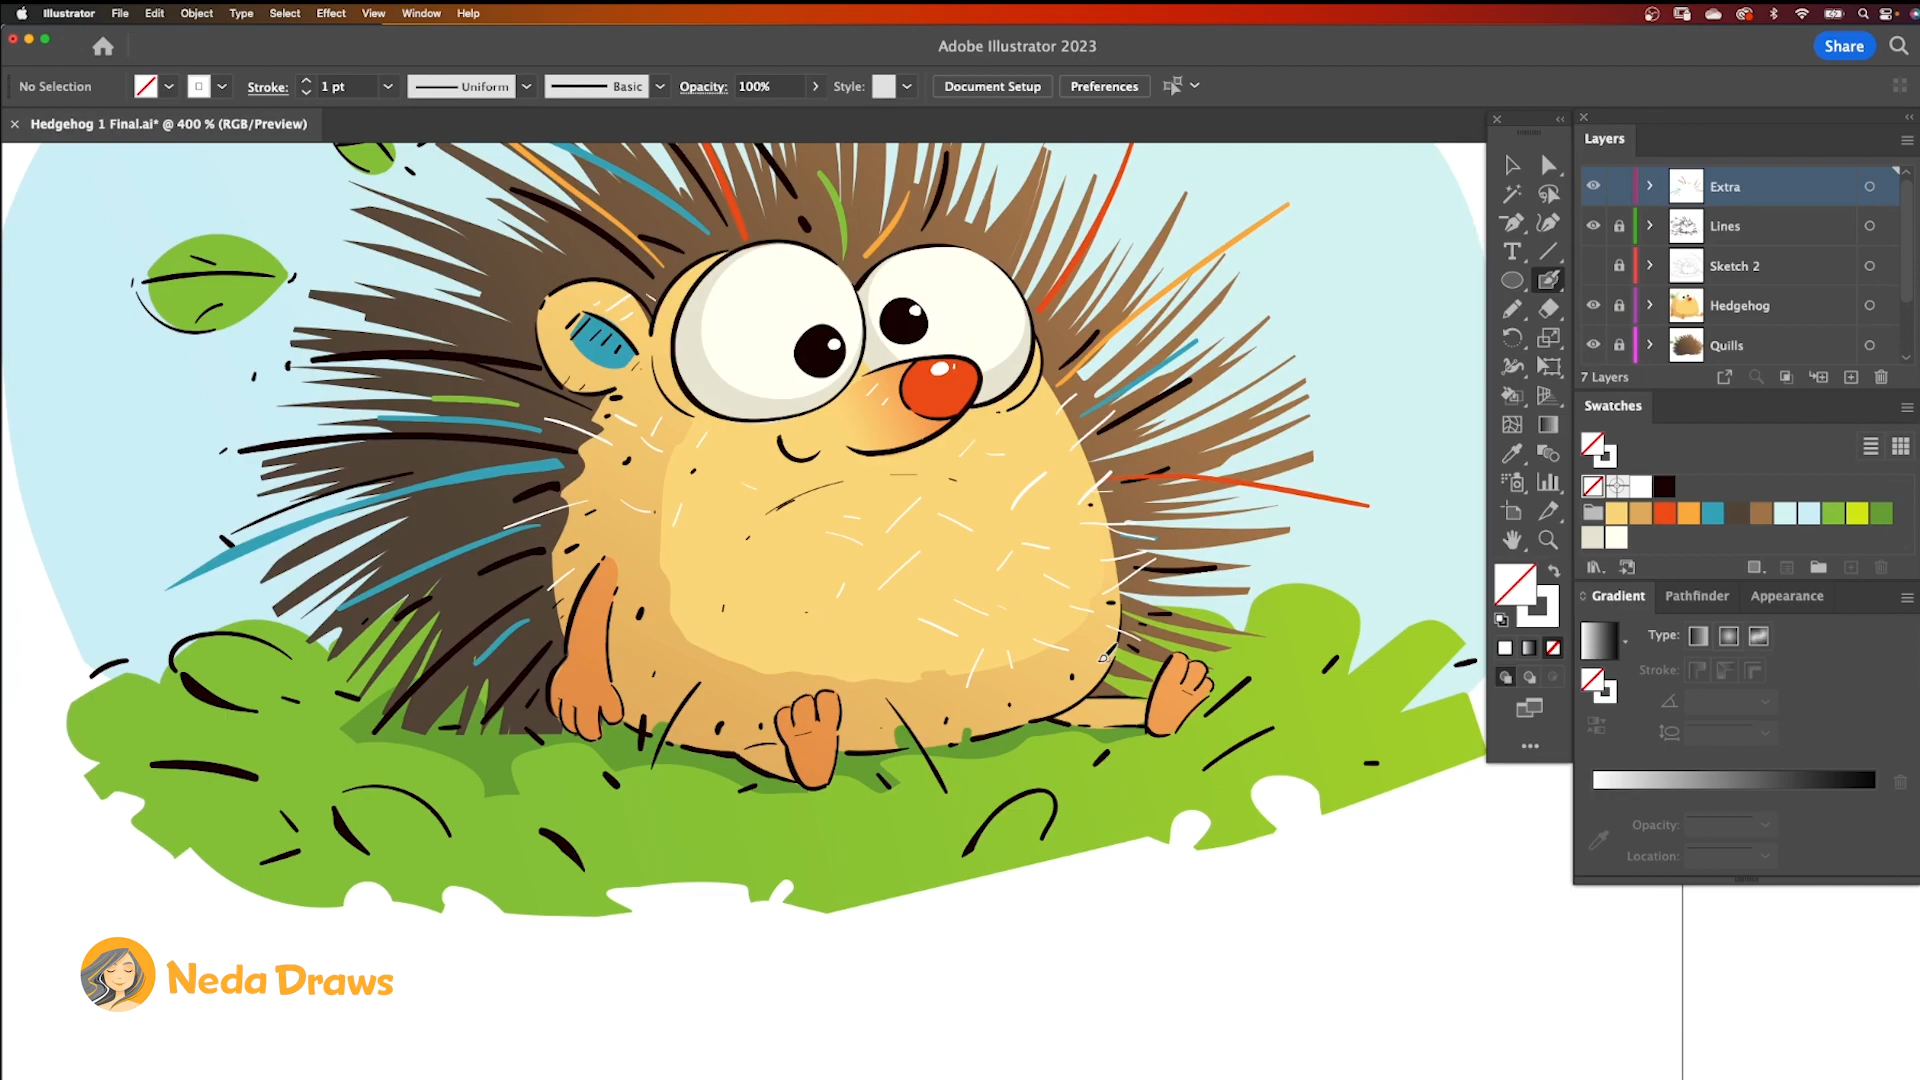 Illustrator File Edit Object Type Select Effect View Window Help
Adobe Illustrator 2023
Share
No Selection
Stroke:
1 pt
Uniform
Basic
Opacity:
100%
Style:
Document Setup
Preferences
Hedgehog 1 Final.ai* @ 400 % (RGB/Preview)
Layers
Extra
Lines
Sketch 2
Hedgehog
Quills
7 Layers
Swatches
Gradient
Pathfinder
Appearance
Type:
Stroke:
Opacity:
Location:
Neda Draws